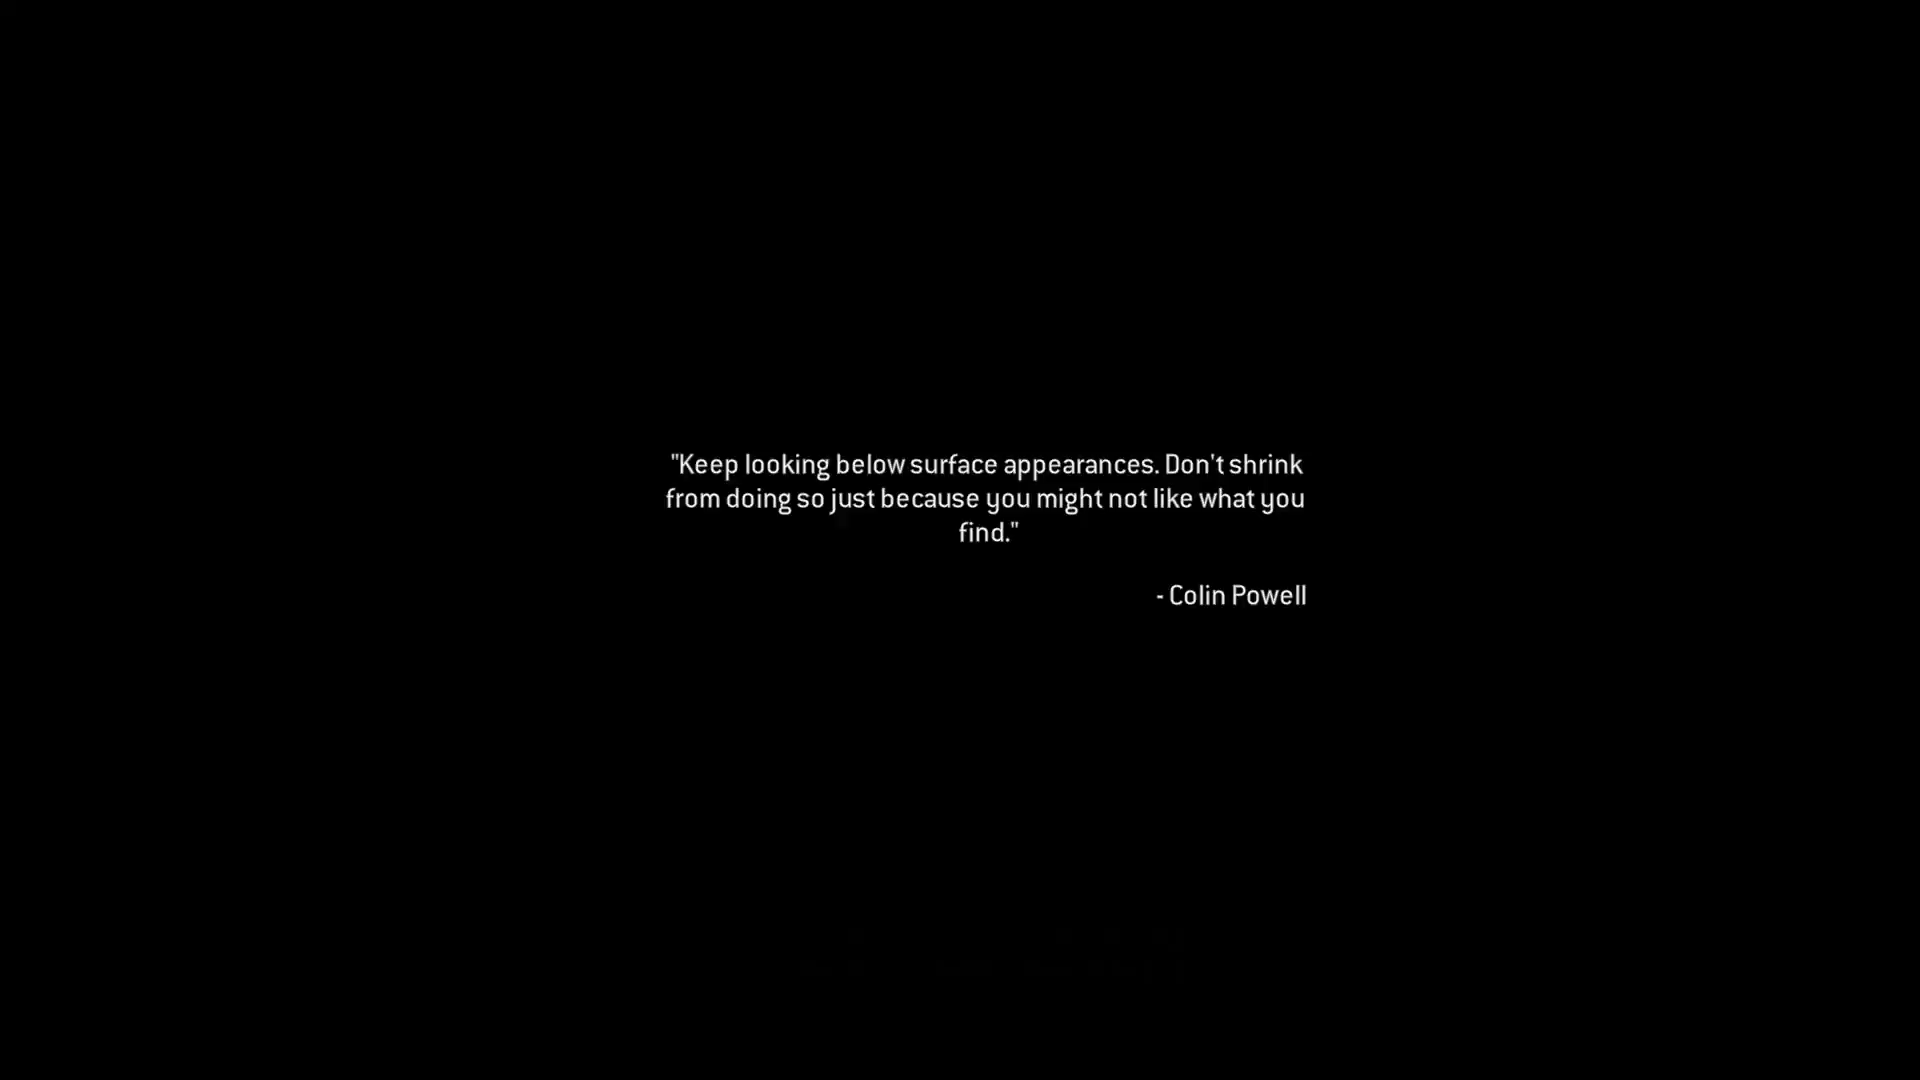 "Keep looking below surface appearances. Don't shrink
from doing so just because you might not like what you
find."
- Colin Powell